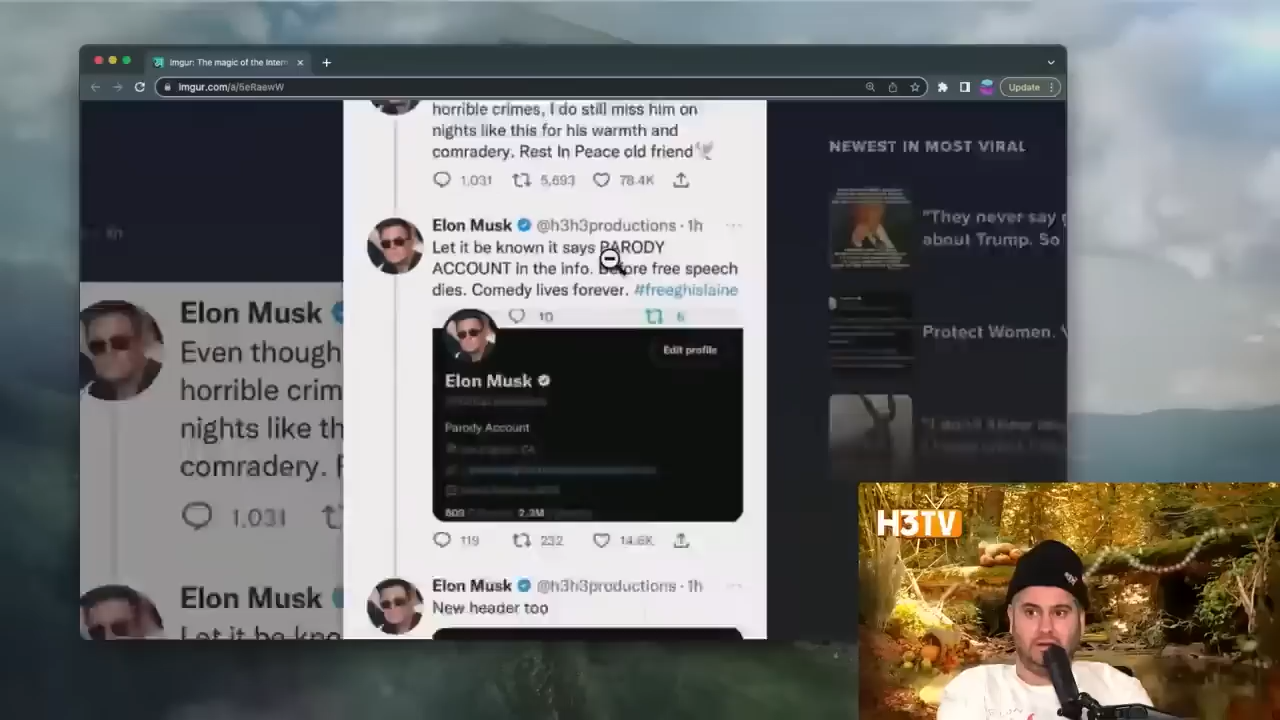 Imgur: The magic of the Intern
imgur.com/a/5eRaewW
Update
horrible crimes, I do still miss him on
nights like this for his warmth and
comradery. Rest In Peace old friend
1,031 5,693 78.4K
Elon Musk @h3h3productions · 1h
Let it be known it says PARODY
ACCOUNT in the info. Before free speech
dies. Comedy lives forever. #freeghislaine
10 6
Edit profile
Elon Musk
Parody Account
803 2.3M
119 232 14.6K
Elon Musk @h3h3productions · 1h
New header too
Elon Musk
Even though
horrible crim
nights like th
comradery. F
1,031
Elon Musk
Let it be kno
NEWEST IN MOST VIRAL
"They never say
about Trump. So
Protect Women.
H3TV